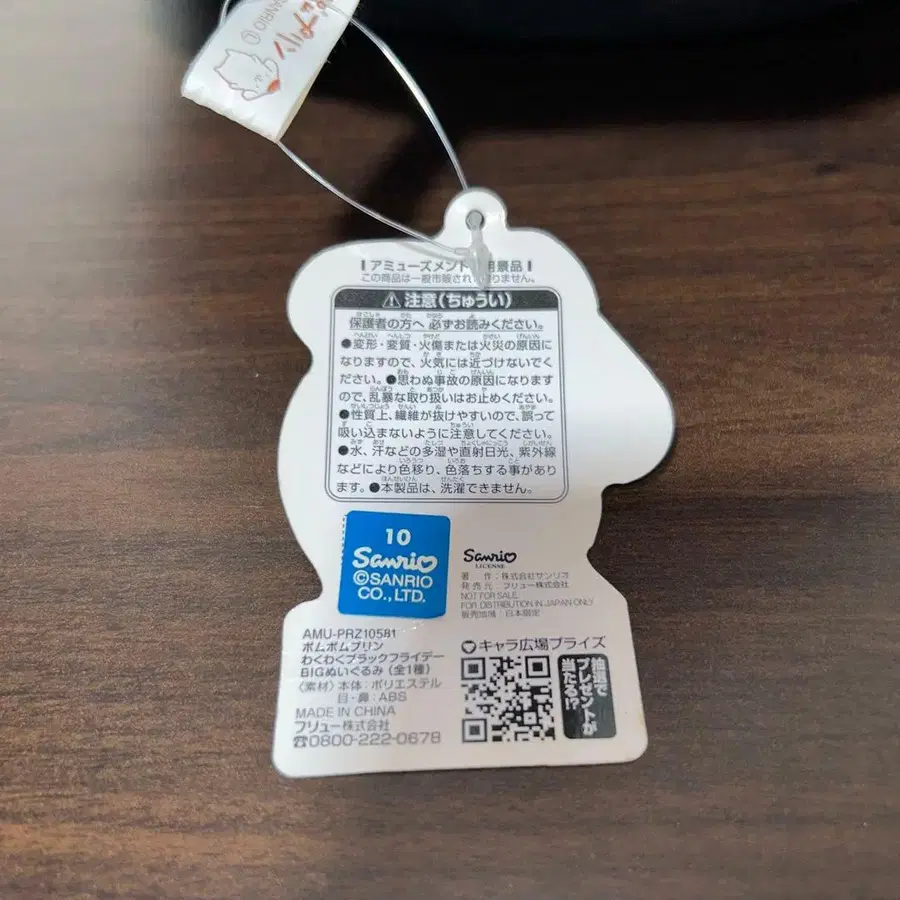 プリン
SANRIO
アミューズメント 用景品
この商品は一般市販され りません。
注意(ちゅうい)
保護者の方へ 必ずお読みください。
●変形・変質・火傷または火災の原因に
なりますので、火気には近づけないでく
ださい。●思わぬ事故の原因になります
ので、乱暴な取り扱いはお止めください。
●性質上、繊維が抜けやすいので、誤って
吸い込まないように注意してください。
●水、汗などの多湿や直射日光、紫外線
などにより色移り、色落ちする事があり
ます。●本製品は、洗濯できません。
10
Sanrio
©SANRIO
CO.,LTD.
Sanrio
LICENSE
著 作:株式会社サンリオ
発売元:フリュー株式会社
NOT FOR SALE.
FOR DISTRIBUTION IN JAPAN ONLY
販売地域:日本限定
AMU-PRZ10581
ポムポムプリン
わくわくブラックフライデー
BIGぬいぐるみ(全1種)
〈素材〉本体:ポリエステル
目・鼻:ABS
MADE IN CHINA
フリュー株式会社
☎0800-222-0678
キャラ広場プライズ
抽選で
プレゼントが
当たる!?